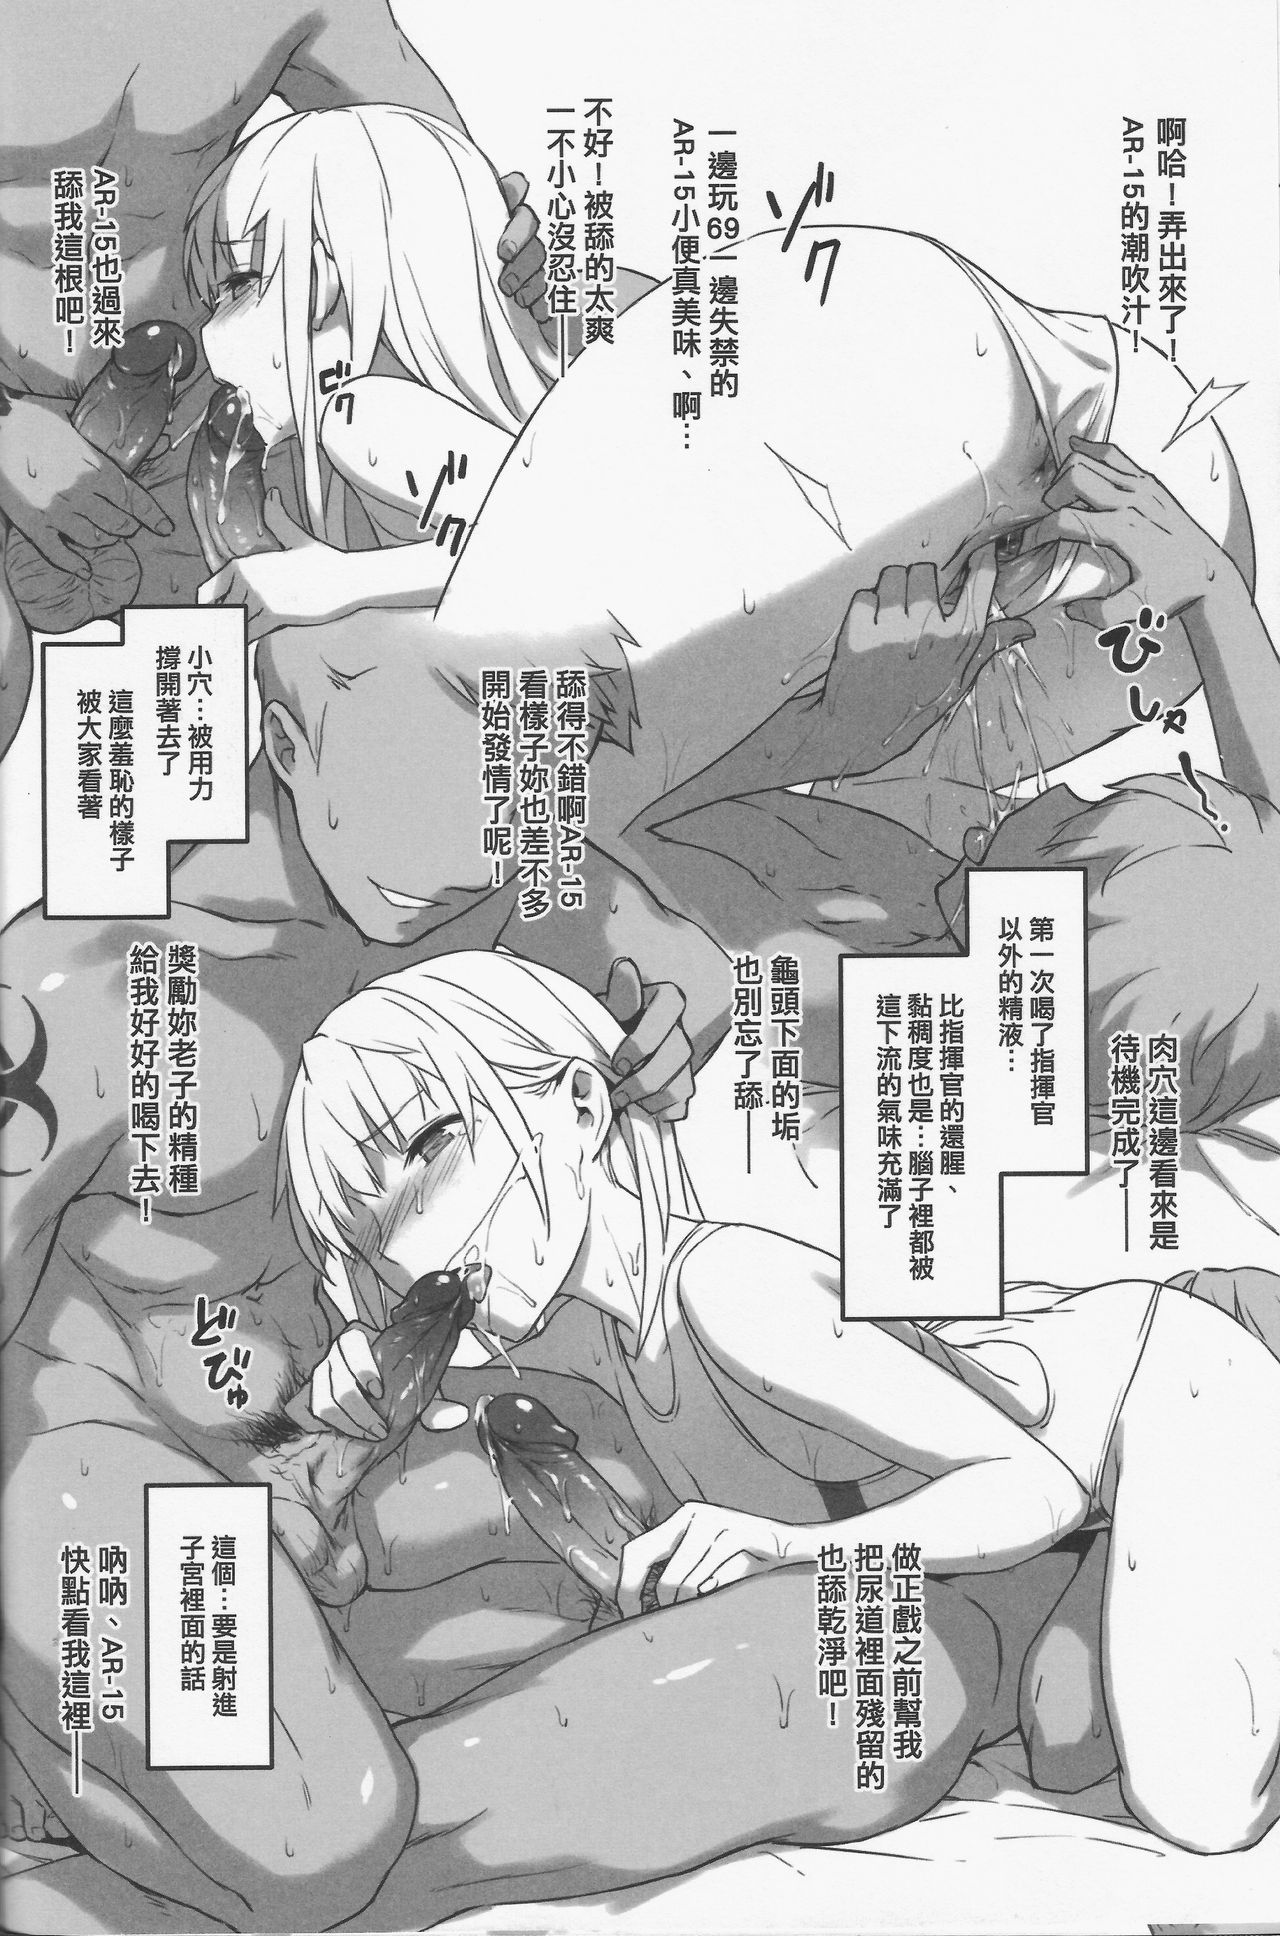 啊哈！弄出來了！
AR-15的潮吹汁！
一邊玩69一邊失禁的
AR-15小便真美味、啊…
不好！被舔的太爽
一不小心沒忍住——
AR-15也過來
舔我這根吧！
ゾク
ゾク
ビク
びしゃ～.
舔得不錯啊AR-15
看樣子妳也差不多
開始發情了呢！
小穴…被用力
撐開著去了
這麼羞恥的樣子
被大家看著
肉穴這邊看來是
待機完成了——
第一次喝了指揮官
以外的精液…
比指揮官的還腥、
黏稠度也是…腦子裡都被
這下流的氣味充滿了
龜頭下面的垢
也別忘了舔——
獎勵妳老子的精種
給我好好的喝下去！
どびゅ
做正戲之前幫我
把尿道裡面殘留的
也舔乾淨吧！
這個…要是射進
子宮裡面的話
吶吶、AR-15
快點看我這裡——